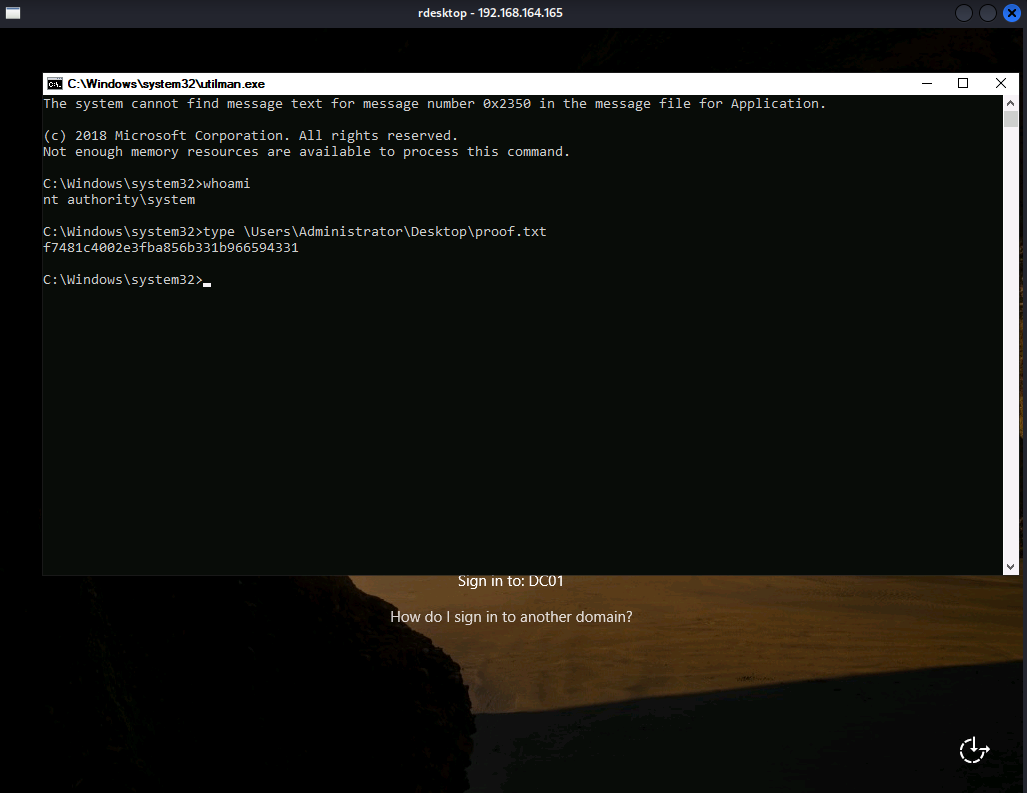 rdesktop - 192.168.164.165
C:\Windows\system32\utilman.exe
The system cannot find message text for message number 0x2350 in the message file for Application.
(c) 2018 Microsoft Corporation. All rights reserved.
Not enough memory resources are available to process this command.
C:\Windows\system32>whoami
nt authority\system
C:\Windows\system32>type \Users\Administrator\Desktop\proof.txt
f7481c4002e3fba856b331b966594331
C:\Windows\system32>
Sign in to: DC01
How do I sign in to another domain?